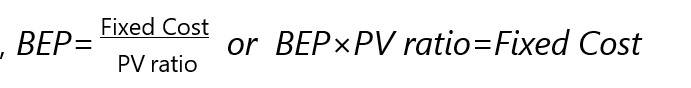 , BEP= Fixed Cost / PV ratio or BEP×PV ratio=Fixed Cost